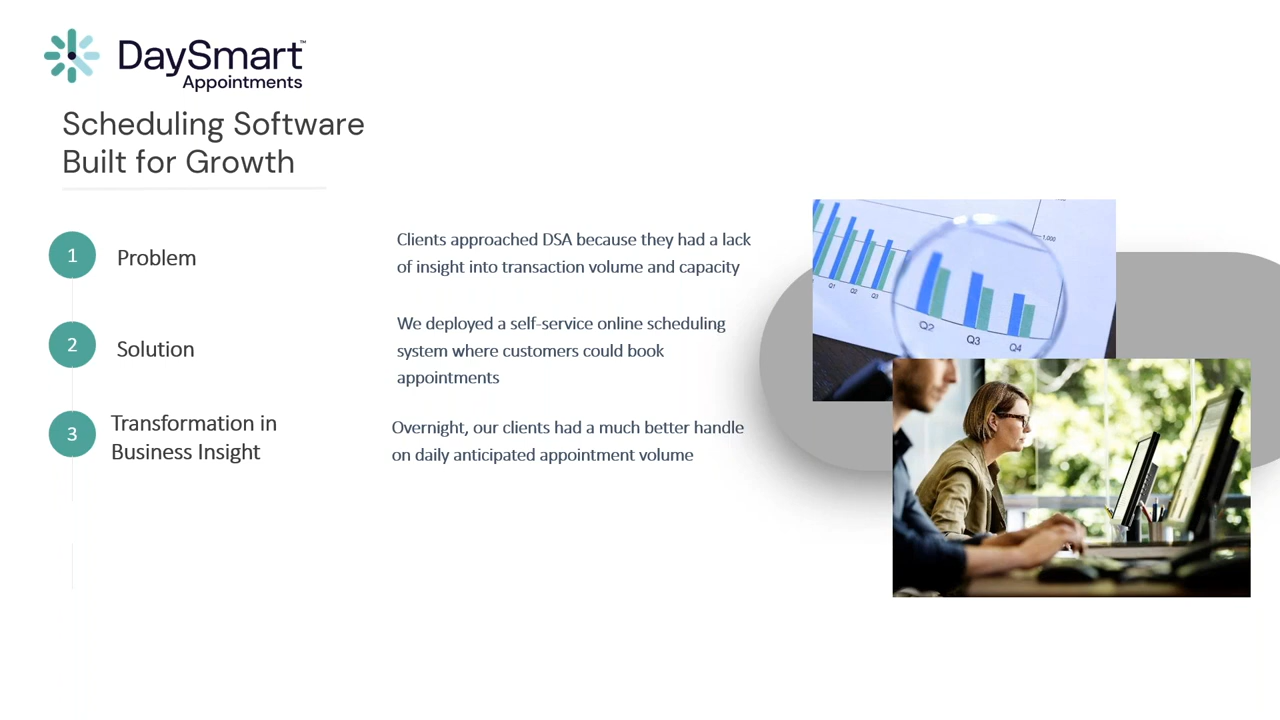 DaySmart™
Appointments
Scheduling Software
Built for Growth
1
Problem
Clients approached DSA because they had a lack
of insight into transaction volume and capacity
2
Solution
We deployed a self-service online scheduling
system where customers could book
appointments
3
Transformation in
Business Insight
Overnight, our clients had a much better handle
on daily anticipated appointment volume
1,000
Q1
Q2
Q3
Q2
Q3
Q4